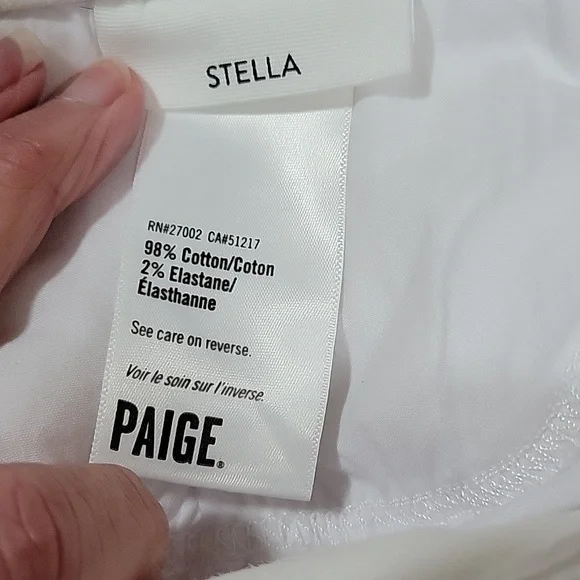 STELLA
RN#27002 CA#51217
98% Cotton/Coton
2% Elastane/
Élasthanne
See care on reverse.
Voir le soin sur l'inverse.
PAIGE®